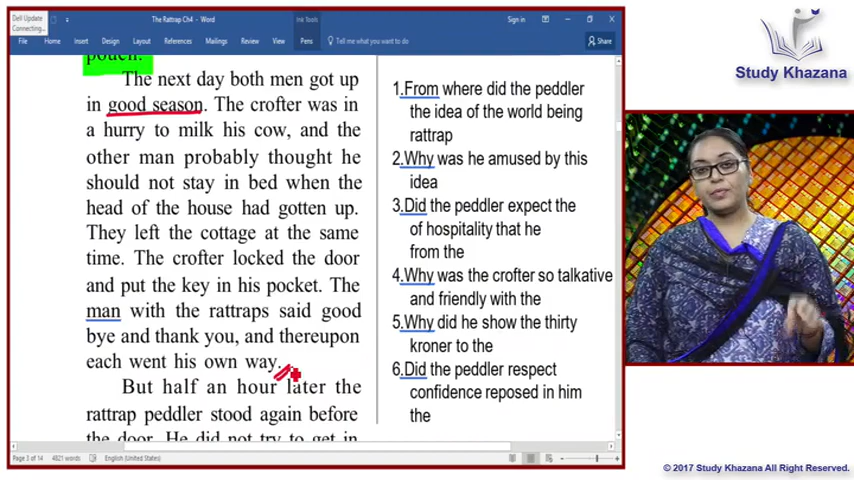 Dell Update
Connecting...
The Rattrap Ch4 - Word
Ink Tools
Sign in
File
Home
Insert
Design
Layout
References
Mailings
Review
View
Pens
Tell me what you want to do
Share
pouch.
The next day both men got up
in good season. The crofter was in
a hurry to milk his cow, and the
other man probably thought he
should not stay in bed when the
head of the house had gotten up.
They left the cottage at the same
time. The crofter locked the door
and put the key in his pocket. The
man with the rattraps said good
bye and thank you, and thereupon
each went his own way.
But half an hour later the
rattrap peddler stood again before
the door. He did not try to get in
1.From where did the peddler
the idea of the world being
rattrap
2.Why was he amused by this
idea
3.Did the peddler expect the
of hospitality that he
from the
4.Why was the crofter so talkative
and friendly with the
5.Why did he show the thirty
kroner to the
6.Did the peddler respect
confidence reposed in him
the
Page 3 of 14
4821 words
English (United States)
Study Khazana
© 2017 Study Khazana All Right Reserved.